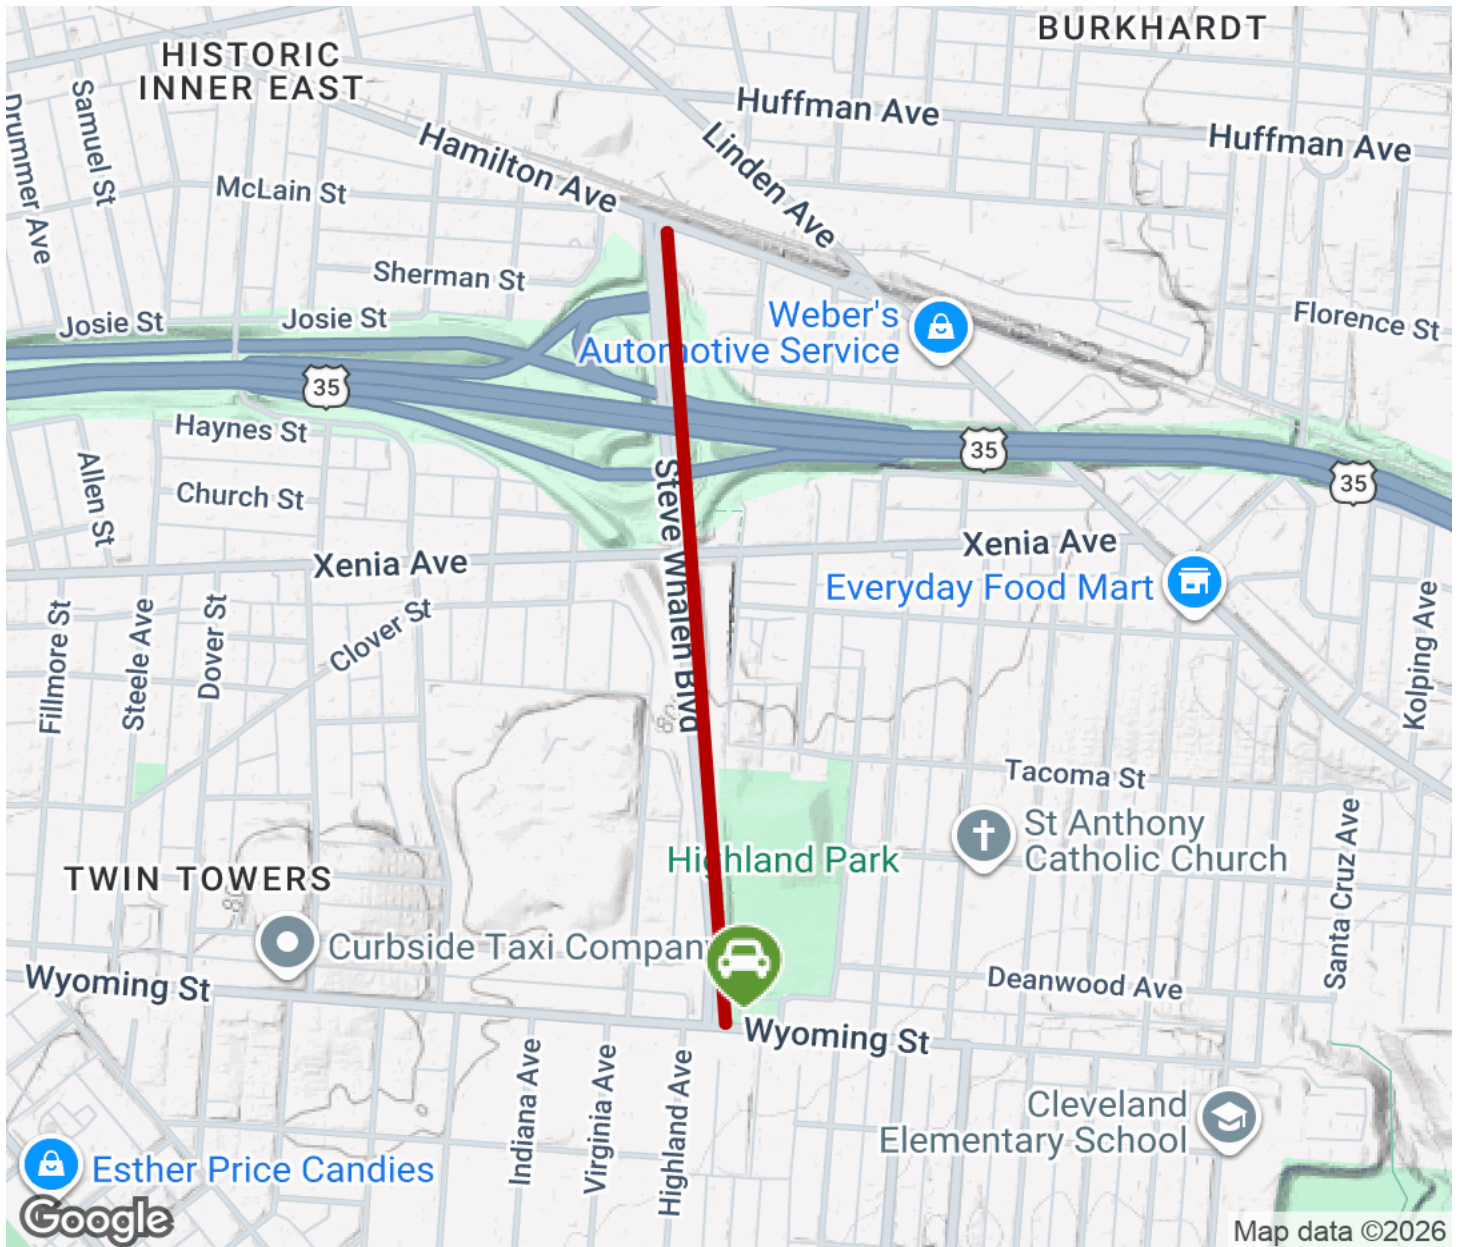 BURKHARDT
HISTORIC
INNER EAST
Huffman Ave
Huffman Ave
Drummer Ave
Samuel St
Hamilton Ave
Linden Ave
McLain St
Sherman St
Josie St
Josie St
Weber's
Automotive Service
Florence St
35
35
35
Haynes St
Allen St
Church St
Steve Whalen Blvd
Xenia Ave
Xenia Ave
Everyday Food Mart
Fillmore St
Steele Ave
Dover St
Clover St
Kolping Ave
Tacoma St
St Anthony
Catholic Church
Highland Park
Santa Cruz Ave
TWIN TOWERS
Curbside Taxi Company
Wyoming St
Deanwood Ave
Wyoming St
Indiana Ave
Virginia Ave
Highland Ave
Cleveland
Elementary School
Esther Price Candies
Google
Map data ©2026